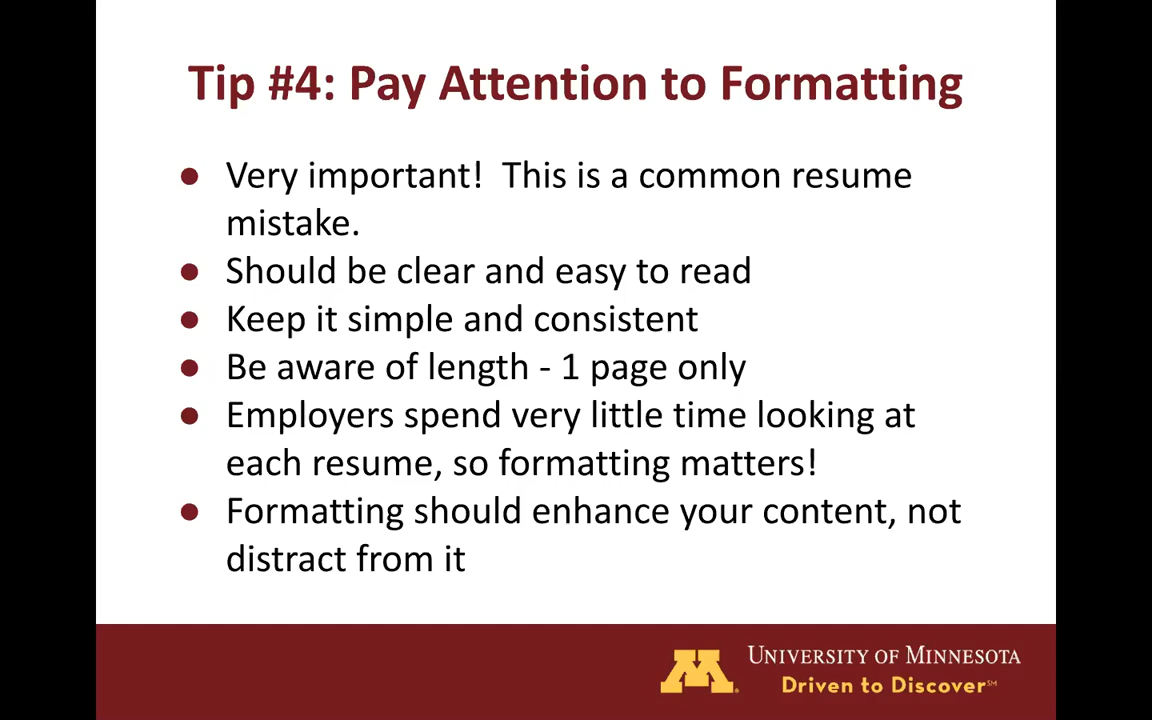 Tip #4: Pay Attention to Formatting
● Very important!  This is a common resume
mistake.
● Should be clear and easy to read
● Keep it simple and consistent
● Be aware of length - 1 page only
● Employers spend very little time looking at
each resume, so formatting matters!
● Formatting should enhance your content, not
distract from it
M
UNIVERSITY OF MINNESOTA
Driven to Discover℠